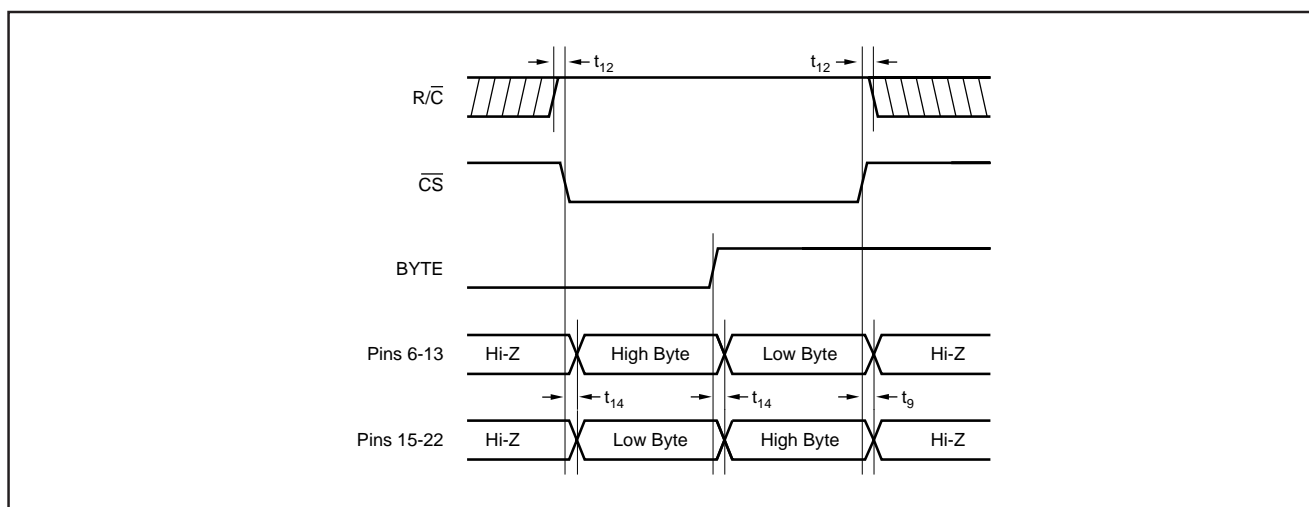 t12 t12
R/C̅
C̅S̅
BYTE
Pins 6-13 Hi-Z High Byte Low Byte Hi-Z
t14 t14 t9
Pins 15-22 Hi-Z Low Byte High Byte Hi-Z